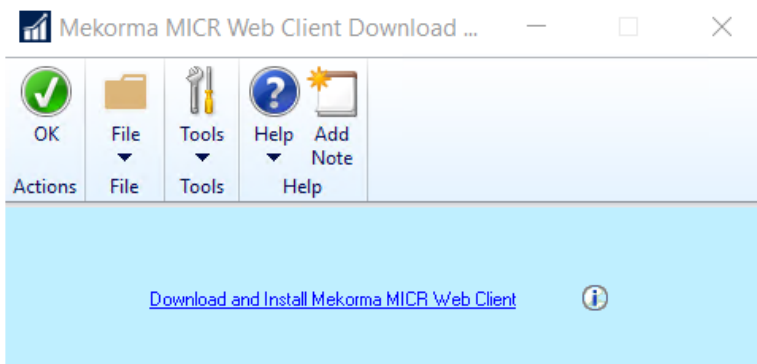 Mekorma MICR Web Client Download ...
OK File Tools Help Add Note
Actions File Tools Help
Download and Install Mekorma MICR Web Client